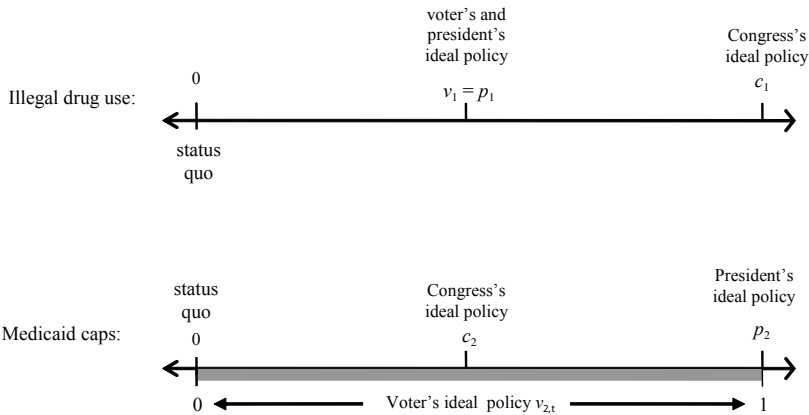 voter's and
president's
ideal policy
Congress's
ideal policy
0
v1 = p1
c1
Illegal drug use:
status
quo
status
quo
Congress's
ideal policy
President's
ideal policy
Medicaid caps:
0
c2
p2
0
Voter's ideal policy v2,t
1